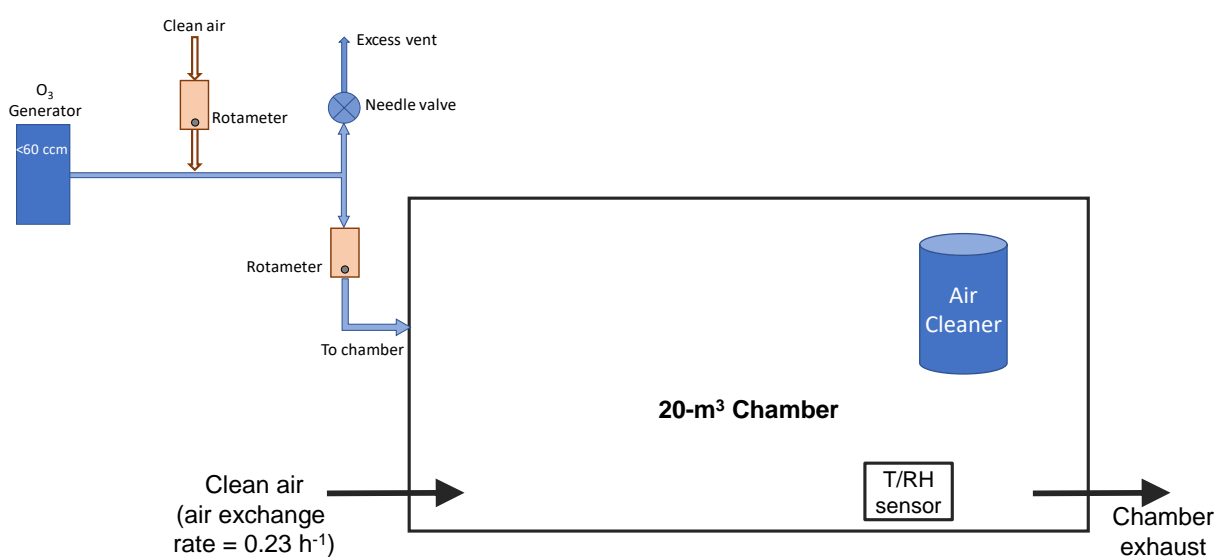 Clean air
Excess vent
O₃
Generator
Rotameter
Needle valve
<60 ccm
Rotameter
To chamber
Air
Cleaner
20-m³ Chamber
Clean air
(air exchange
rate = 0.23 h⁻¹)
T/RH
sensor
Chamber
exhaust